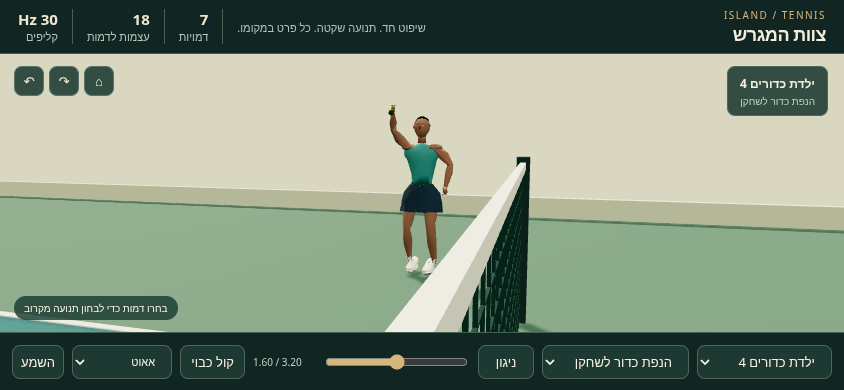 ISLAND / TENNIS
צוות המגרש
שיפוט חד. תנועה שקטה. כל פרט במקומו.
7
דמויות
18
עצמות לדמות
30 Hz
קליפים
ילדת כדורים 4
הנפת כדור לשחקן
בחרו דמות כדי לבחון תנועה מקרוב
ילדת כדורים 4
הנפת כדור לשחקן
ניגון
1.60 / 3.20
קול כבוי
אאוט
השמע